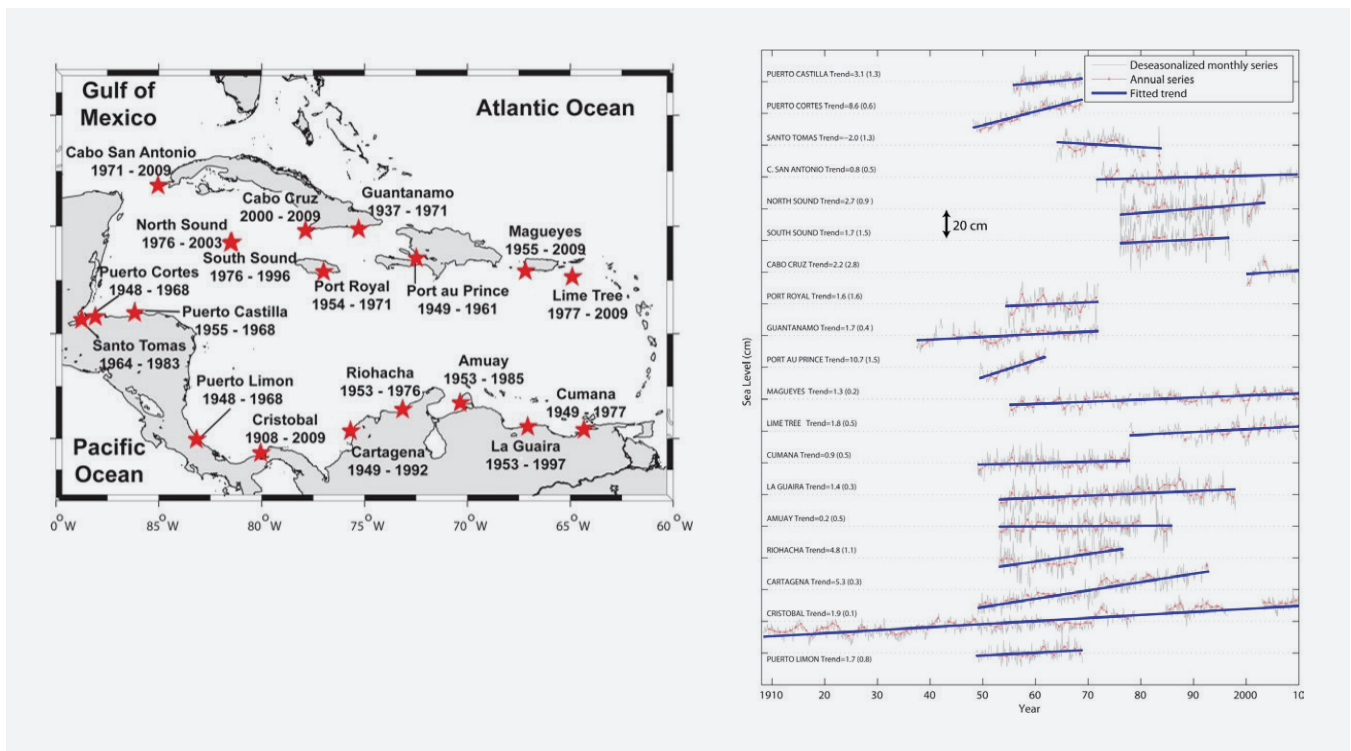 Gulf of
Mexico
Atlantic Ocean
Cabo San Antonio
1971 - 2009
Cabo Cruz
2000 - 2009
Guantanamo
1937 - 1971
North Sound
1976 - 2003
Magueyes
1955 - 2009
South Sound
1976 - 1996
Puerto Cortes
1948 - 1968
Port Royal
1954 - 1971
Port au Prince
1949 - 1961
Lime Tree
1977 - 2009
Puerto Castilla
1955 - 1968
Santo Tomas
1964 - 1983
Puerto Limon
1948 - 1968
Riohacha
1953 - 1976
Amuay
1953 - 1985
Cumana
1949 - 1977
Cristobal
1908 - 2009
Cartagena
1949 - 1992
La Guaira
1953 - 1997
Pacific
Ocean
0°W 85°W 80°W 75°W 70°W 65°W 60°W
Deseasonalized monthly series
Annual series
Fitted trend
PUERTO CASTILLA Trend=3.1 (1.3)
PUERTO CORTES Trend=8.6 (0.6)
SANTO TOMAS Trend=−2.0 (1.3)
C. SAN ANTONIO Trend=0.8 (0.5)
NORTH SOUND Trend=2.7 (0.9 )
20 cm
SOUTH SOUND Trend=1.7 (1.5)
CABO CRUZ Trend=2.2 (2.8)
PORT ROYAL Trend=1.6 (1.6)
GUANTANAMO Trend=1.7 (0.4 )
PORT AU PRINCE Trend=10.7 (1.5)
MAGUEYES Trend=1.3 (0.2)
LIME TREE Trend=1.8 (0.5)
CUMANA Trend=0.9 (0.5)
LA GUAIRA Trend=1.4 (0.3)
AMUAY Trend=0.2 (0.5)
RIOHACHA Trend=4.8 (1.1)
CARTAGENA Trend=5.3 (0.3)
CRISTOBAL Trend=1.9 (0.1)
PUERTO LIMON Trend=1.7 (0.8)
Sea Level (cm)
1910 20 30 40 50 60 70 80 90 2000 10
Year